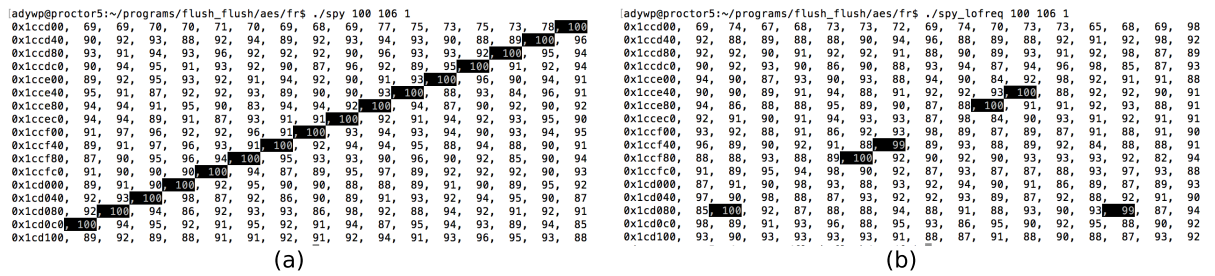 adywp@proctor5:~/programs/flush_flush/aes/fr$ ./spy 100 106 1
0x1ccd00, 69, 69, 70, 70, 71, 70, 69, 68, 69, 77, 75, 73, 75, 73, 78, 100
0x1ccd40, 90, 92, 93, 88, 92, 94, 89, 92, 93, 94, 93, 90, 88, 89, 100, 96
0x1ccd80, 93, 91, 94, 93, 96, 92, 92, 92, 90, 96, 93, 93, 92, 100, 95, 94
0x1ccdc0, 90, 94, 95, 91, 93, 92, 90, 87, 96, 92, 89, 95, 100, 91, 92, 94
0x1cce00, 89, 92, 95, 93, 92, 91, 94, 92, 90, 91, 93, 100, 96, 90, 94, 91
0x1cce40, 95, 91, 87, 92, 92, 93, 89, 90, 90, 93, 100, 88, 93, 84, 96, 91
0x1cce80, 94, 94, 91, 95, 90, 83, 94, 94, 92, 100, 94, 87, 90, 92, 90, 92
0x1ccec0, 94, 94, 89, 91, 87, 93, 91, 91, 100, 92, 91, 94, 92, 93, 95, 90
0x1ccf00, 91, 97, 96, 92, 92, 96, 91, 100, 93, 94, 93, 94, 90, 93, 94, 95
0x1ccf40, 89, 91, 97, 96, 93, 91, 100, 92, 94, 94, 95, 88, 94, 88, 90, 91
0x1ccf80, 87, 90, 95, 96, 94, 100, 95, 93, 93, 90, 96, 90, 92, 85, 90, 94
0x1ccfc0, 91, 90, 90, 90, 100, 94, 87, 89, 95, 97, 89, 92, 92, 92, 90, 93
0x1cd000, 89, 91, 90, 100, 92, 95, 90, 90, 88, 88, 89, 91, 90, 89, 95, 92
0x1cd040, 92, 93, 100, 98, 87, 92, 86, 90, 89, 91, 93, 92, 94, 95, 90, 87
0x1cd080, 92, 100, 94, 86, 92, 93, 93, 86, 98, 92, 88, 94, 92, 91, 92, 91
0x1cd0c0, 100, 94, 95, 92, 91, 95, 92, 91, 94, 87, 95, 94, 93, 89, 94, 85
0x1cd100, 89, 92, 89, 88, 91, 91, 92, 91, 92, 94, 91, 93, 96, 95, 93, 88
(a)
adywp@proctor5:~/programs/flush_flush/aes/fr$ ./spy_lofreq 100 106 1
0x1ccd00, 69, 74, 67, 68, 73, 73, 72, 69, 74, 70, 73, 73, 65, 68, 69, 98
0x1ccd40, 92, 88, 89, 88, 88, 90, 94, 96, 88, 89, 88, 92, 91, 92, 98, 92
0x1ccd80, 92, 92, 90, 92, 91, 92, 91, 88, 90, 89, 93, 91, 92, 98, 87, 89
0x1ccdc0, 90, 92, 93, 90, 86, 90, 88, 93, 94, 87, 94, 96, 98, 85, 87, 93
0x1cce00, 94, 90, 87, 93, 90, 93, 88, 94, 90, 84, 92, 98, 92, 91, 91, 88
0x1cce40, 90, 89, 91, 93, 94, 88, 91, 92, 92, 93, 100, 88, 92, 92, 90, 91
0x1cce80, 94, 86, 88, 88, 95, 89, 90, 87, 88, 100, 91, 91, 92, 93, 88, 91
0x1ccec0, 92, 91, 90, 91, 94, 93, 93, 87, 98, 84, 90, 93, 92, 91, 92, 91
0x1ccf00, 93, 92, 88, 91, 86, 92, 93, 98, 89, 87, 89, 87, 91, 88, 91, 90
0x1ccf40, 96, 89, 90, 92, 91, 88, 99, 89, 93, 88, 89, 92, 84, 94, 88, 91
0x1ccf80, 88, 88, 93, 88, 89, 100, 90, 92, 90, 93, 93, 93, 93, 92, 82, 94
0x1ccfc0, 91, 89, 95, 94, 98, 90, 92, 87, 93, 87, 93, 88, 93, 90, 93, 92
0x1cd000, 87, 91, 90, 98, 93, 88, 93, 92, 94, 90, 91, 86, 89, 93, 92, 91
0x1cd040, 97, 90, 98, 88, 92, 92, 90, 89, 93, 89, 87, 92, 88, 92, 91, 90
0x1cd080, 85, 100, 92, 87, 88, 88, 94, 88, 91, 88, 93, 90, 93, 99, 87, 94
0x1cd0c0, 98, 89, 91, 93, 96, 88, 95, 93, 86, 95, 90, 92, 95, 88, 90, 92
0x1cd100, 93, 90, 93, 93, 93, 93, 91, 88, 87, 91, 88, 90, 88, 87, 93, 92
(b)